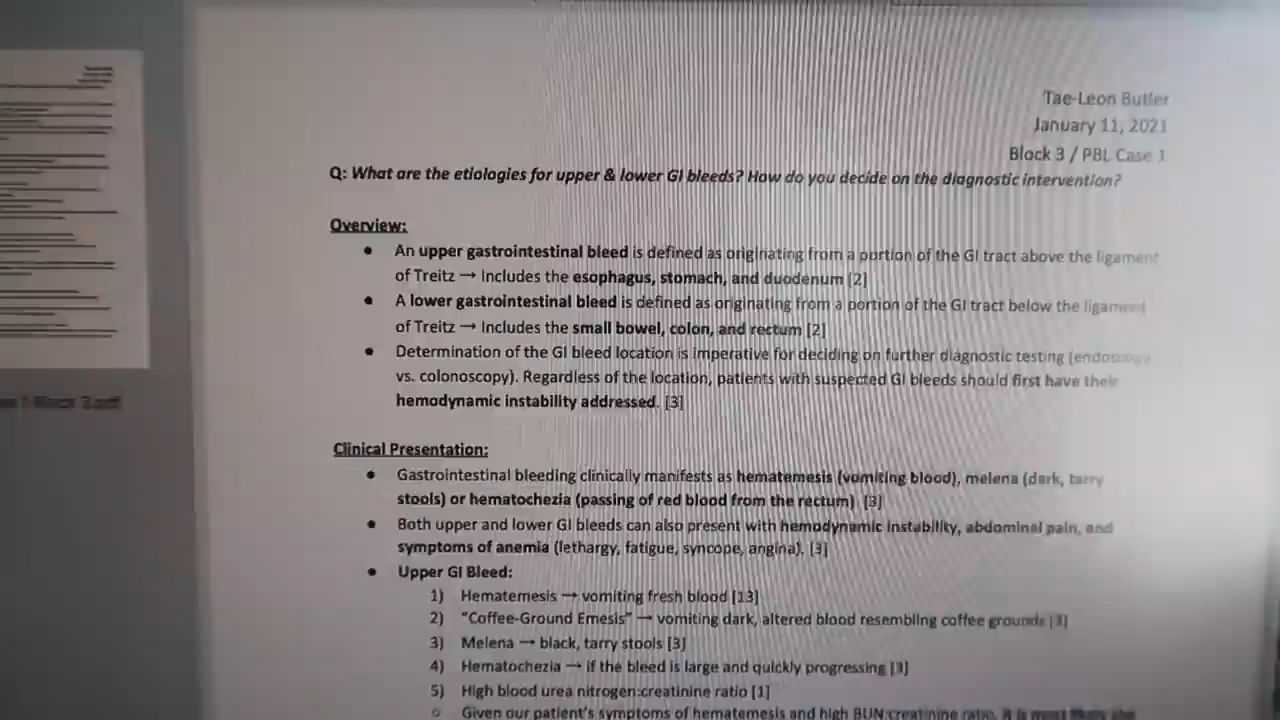 Tae-Leon Butler
January 11, 2021
Block 3 / PBL Case 1
Q: What are the etiologies for upper & lower GI bleeds? How do you decide on the diagnostic intervention?
Overview:
● An upper gastrointestinal bleed is defined as originating from a portion of the GI tract above the ligament
of Treitz → Includes the esophagus, stomach, and duodenum [2]
● A lower gastrointestinal bleed is defined as originating from a portion of the GI tract below the ligament
of Treitz → Includes the small bowel, colon, and rectum [2]
● Determination of the GI bleed location is imperative for deciding on further diagnostic testing (endoscopy
vs. colonoscopy). Regardless of the location, patients with suspected GI bleeds should first have their
hemodynamic instability addressed. [3]
Clinical Presentation:
● Gastrointestinal bleeding clinically manifests as hematemesis (vomiting blood), melena (dark, tarry
stools) or hematochezia (passing of red blood from the rectum). [3]
● Both upper and lower GI bleeds can also present with hemodynamic instability, abdominal pain, and
symptoms of anemia (lethargy, fatigue, syncope, angina). [3]
● Upper GI Bleed:
1) Hematemesis → vomiting fresh blood [13]
2) "Coffee-Ground Emesis" → vomiting dark, altered blood resembling coffee grounds [3]
3) Melena → black, tarry stools [3]
4) Hematochezia → if the bleed is large and quickly progressing [3]
5) High blood urea nitrogen:creatinine ratio [1]
○ Given our patient's symptoms of hematemesis and high BUN:creatinine ratio, it is most likely she
Block 3.pdf